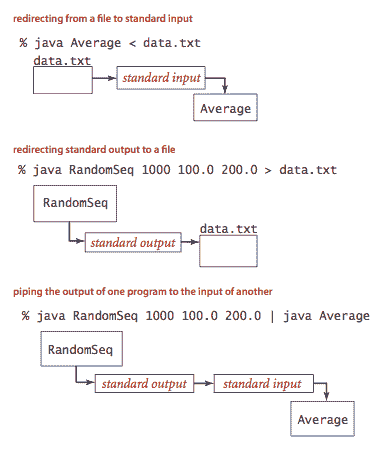 redirecting from a file to standard input
% java Average < data.txt
data.txt
standard input
Average
redirecting standard output to a file
% java RandomSeq 1000 100.0 200.0 > data.txt
RandomSeq
data.txt
standard output
piping the output of one program to the input of another
% java RandomSeq 1000 100.0 200.0 | java Average
RandomSeq
standard output
standard input
Average